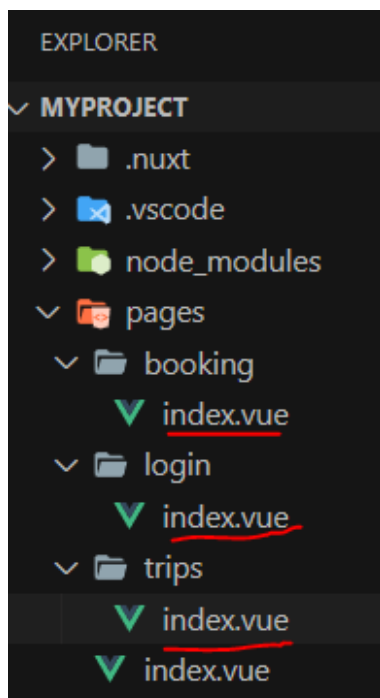 EXPLORER
MYPROJECT
.nuxt
.vscode
node_modules
pages
booking
index.vue
login
index.vue
trips
index.vue
index.vue